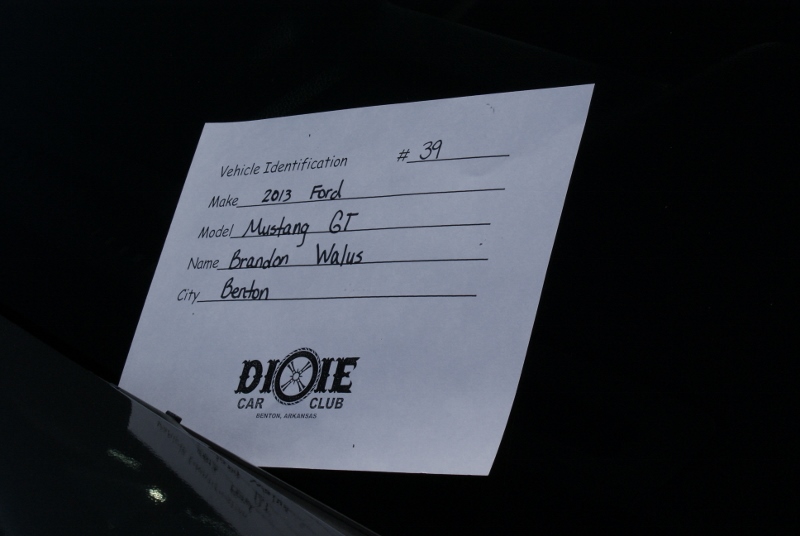 Vehicle Identification # 39
Make 2013 Ford
Model Mustang GT
Name Brandon Walus
City Benton
DIXIE
CAR CLUB
BENTON, ARKANSAS